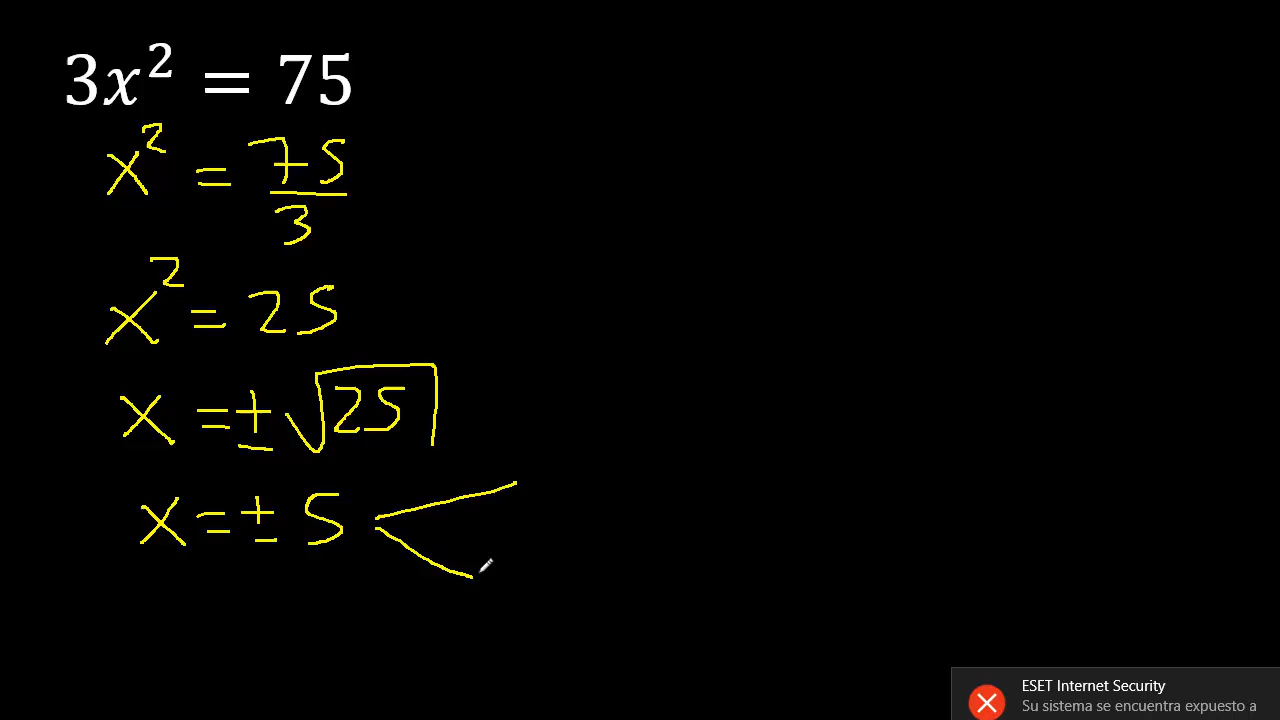 3x² = 75
x² = 75/3
x² = 25
x = ± √25
x = ± 5
ESET Internet Security
Su sistema se encuentra expuesto a